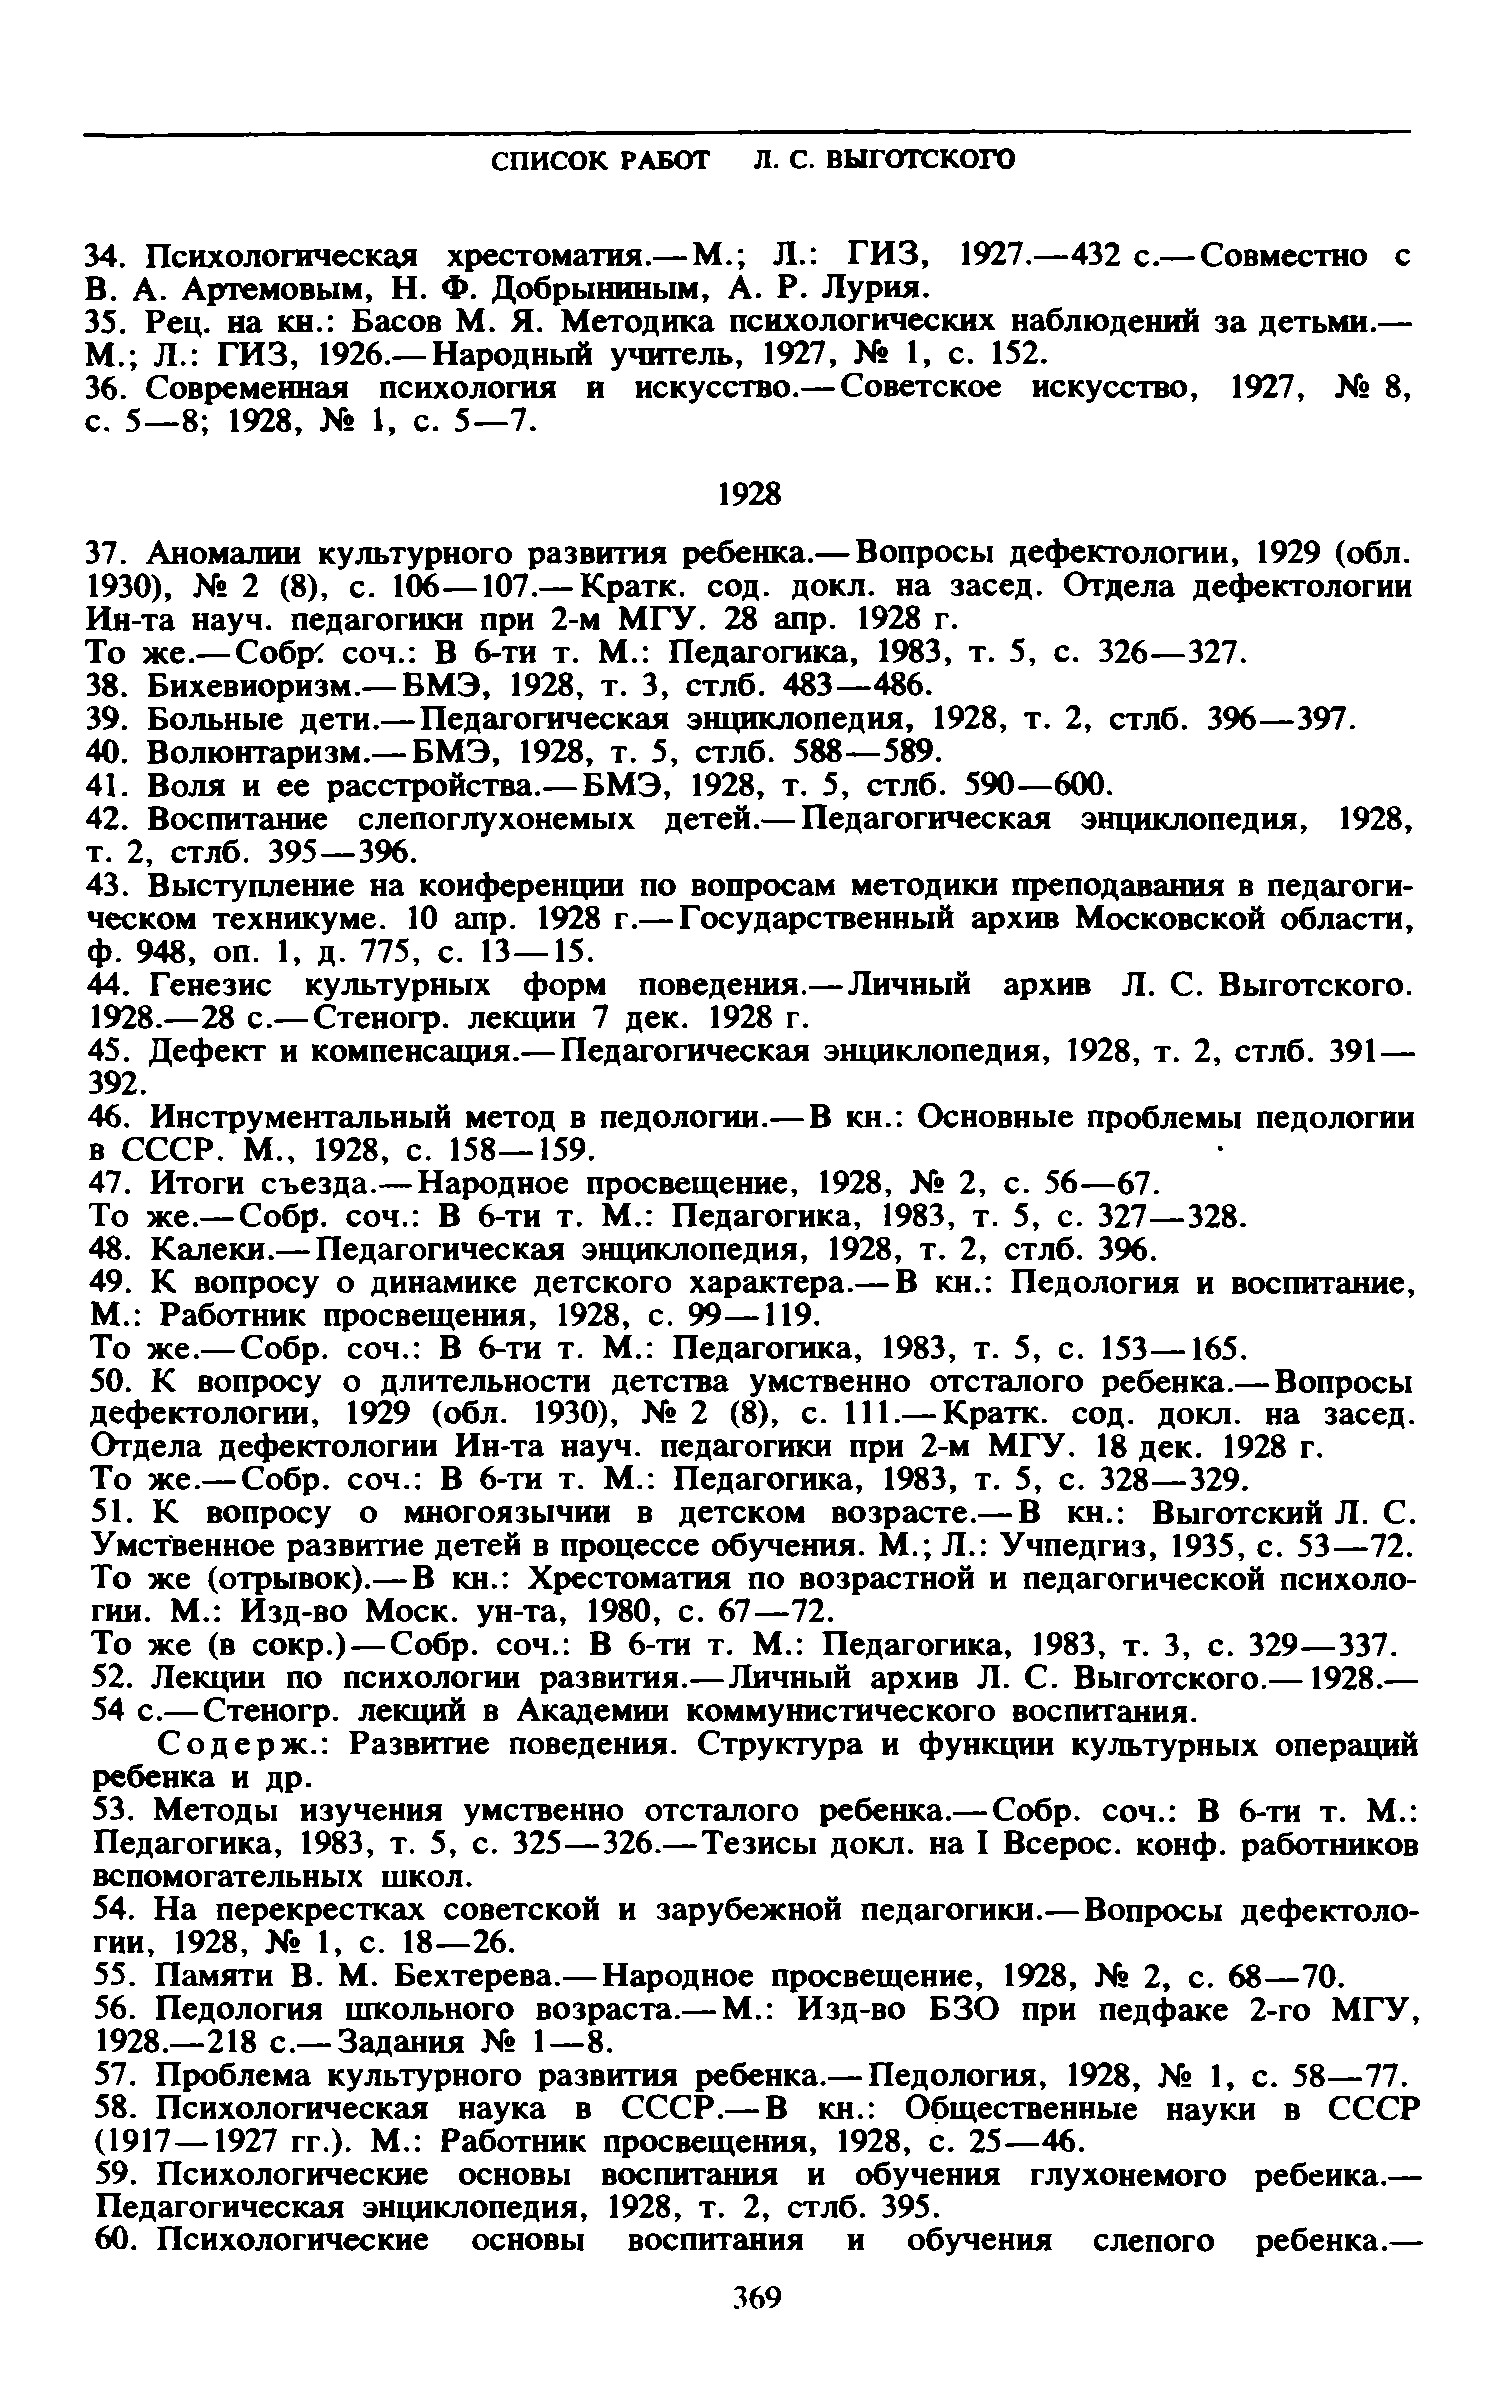 СПИСОК РАБОТ Л. С. ВЫГОТСКОГО
34. Психологическая хрестоматия.—М.; Л.: ГИЗ, 1927.—432 с.—Совместно с
В. А. Артемовым, Н. Ф. Добрыниным, А. Р. Лурия.
35. Рец. на кн.: Басов М. Я. Методика психологических наблюдений за детьми.—
М.; Л.: ГИЗ, 1926.—Народный учитель, 1927, № 1, с. 152.
36. Современная психология и искусство.—Советское искусство, 1927, № 8,
с. 5—8; 1928, № 1, с. 5—7.
1928
37. Аномалии культурного развития ребенка.—Вопросы дефектологии, 1929 (обл.
1930), № 2 (8), с. 106—107.—Кратк. сод. докл. на засед. Отдела дефектологии
Ин-та науч. педагогики при 2-м МГУ. 28 апр. 1928 г.
То же.—Собр. соч.: В 6-ти т. М.: Педагогика, 1983, т. 5, с. 326—327.
38. Бихевиоризм.—БМЭ, 1928, т. 3, стлб. 483—486.
39. Больные дети.—Педагогическая энциклопедия, 1928, т. 2, стлб. 396—397.
40. Волюнтаризм.—БМЭ, 1928, т. 5, стлб. 588—589.
41. Воля и ее расстройства.—БМЭ, 1928, т. 5, стлб. 590—600.
42. Воспитание слепоглухонемых детей.—Педагогическая энциклопедия, 1928,
т. 2, стлб. 395—396.
43. Выступление на конференции по вопросам методики преподавания в педагоги-
ческом техникуме. 10 апр. 1928 г.—Государственный архив Московской области,
ф. 948, оп. 1, д. 775, с. 13—15.
44. Генезис культурных форм поведения.—Личный архив Л. С. Выготского.
1928.—28 с.—Стеногр. лекции 7 дек. 1928 г.
45. Дефект и компенсация.—Педагогическая энциклопедия, 1928, т. 2, стлб. 391—
392.
46. Инструментальный метод в педологии.—В кн.: Основные проблемы педологии
в СССР. М., 1928, с. 158—159.
47. Итоги съезда.—Народное просвещение, 1928, № 2, с. 56—67.
То же.—Собр. соч.: В 6-ти т. М.: Педагогика, 1983, т. 5, с. 327—328.
48. Калеки.—Педагогическая энциклопедия, 1928, т. 2, стлб. 396.
49. К вопросу о динамике детского характера.—В кн.: Педология и воспитание,
М.: Работник просвещения, 1928, с. 99—119.
То же.—Собр. соч.: В 6-ти т. М.: Педагогика, 1983, т. 5, с. 153—165.
50. К вопросу о длительности детства умственно отсталого ребенка.—Вопросы
дефектологии, 1929 (обл. 1930), № 2 (8), с. 111.—Кратк. сод. докл. на засед.
Отдела дефектологии Ин-та науч. педагогики при 2-м МГУ. 18 дек. 1928 г.
То же.—Собр. соч.: В 6-ти т. М.: Педагогика, 1983, т. 5, с. 328—329.
51. К вопросу о многоязычии в детском возрасте.—В кн.: Выготский Л. С.
Умственное развитие детей в процессе обучения. М.; Л.: Учпедгиз, 1935, с. 53—72.
То же (отрывок).—В кн.: Хрестоматия по возрастной и педагогической психоло-
гии. М.: Изд-во Моск. ун-та, 1980, с. 67—72.
То же (в сокр.)—Собр. соч.: В 6-ти т. М.: Педагогика, 1983, т. 3, с. 329—337.
52. Лекции по психологии развития.—Личный архив Л. С. Выготского.—1928.—
54 с.—Стеногр. лекций в Академии коммунистического воспитания.
Содерж.: Развитие поведения. Структура и функции культурных операций
ребенка и др.
53. Методы изучения умственно отсталого ребенка.—Собр. соч.: В 6-ти т. М.:
Педагогика, 1983, т. 5, с. 325—326.—Тезисы докл. на I Всерос. конф. работников
вспомогательных школ.
54. На перекрестках советской и зарубежной педагогики.—Вопросы дефектоло-
гии, 1928, № 1, с. 18—26.
55. Памяти В. М. Бехтерева.—Народное просвещение, 1928, № 2, с. 68—70.
56. Педология школьного возраста.—М.: Изд-во БЗО при педфаке 2-го МГУ,
1928.—218 с.—Задания № 1—8.
57. Проблема культурного развития ребенка.—Педология, 1928, № 1, с. 58—77.
58. Психологическая наука в СССР.—В кн.: Общественные науки в СССР
(1917—1927 гг.). М.: Работник просвещения, 1928, с. 25—46.
59. Психологические основы воспитания и обучения глухонемого ребенка.—
Педагогическая энциклопедия, 1928, т. 2, стлб. 395.
60. Психологические основы воспитания и обучения слепого ребенка.—
369